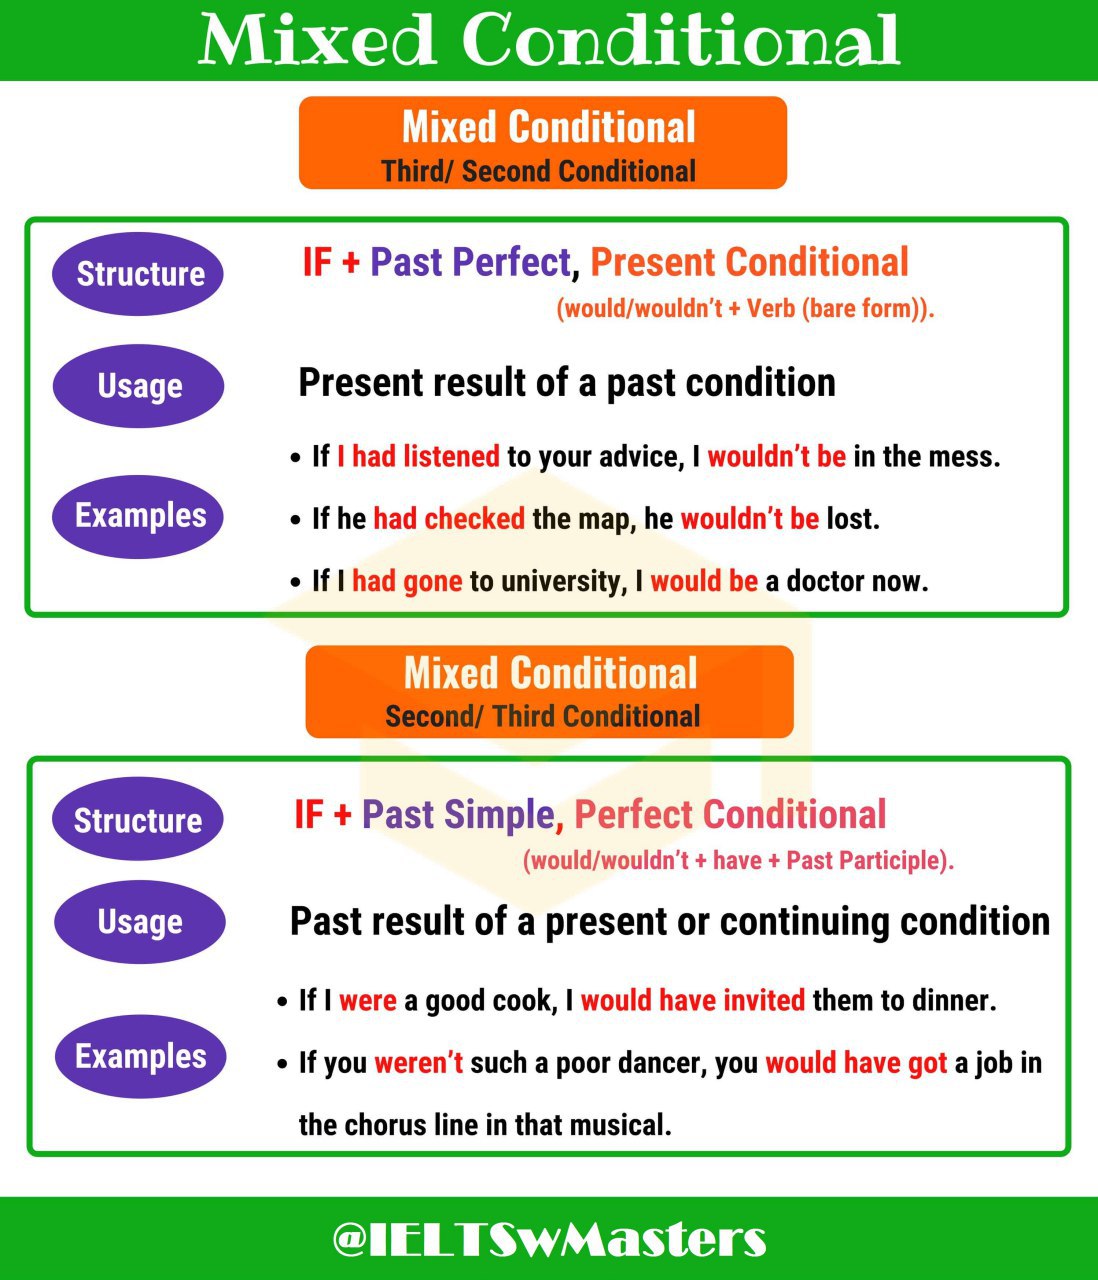 Mixed Conditional
Mixed Conditional
Third/ Second Conditional
Structure
IF + Past Perfect, Present Conditional
(would/wouldn't + Verb (bare form)).
Usage
Present result of a past condition
Examples
• If I had listened to your advice, I wouldn't be in the mess.
• If he had checked the map, he wouldn't be lost.
• If I had gone to university, I would be a doctor now.
Mixed Conditional
Second/ Third Conditional
Structure
IF + Past Simple, Perfect Conditional
(would/wouldn't + have + Past Participle).
Usage
Past result of a present or continuing condition
Examples
• If I were a good cook, I would have invited them to dinner.
• If you weren't such a poor dancer, you would have got a job in
the chorus line in that musical.
@IELTSwMasters